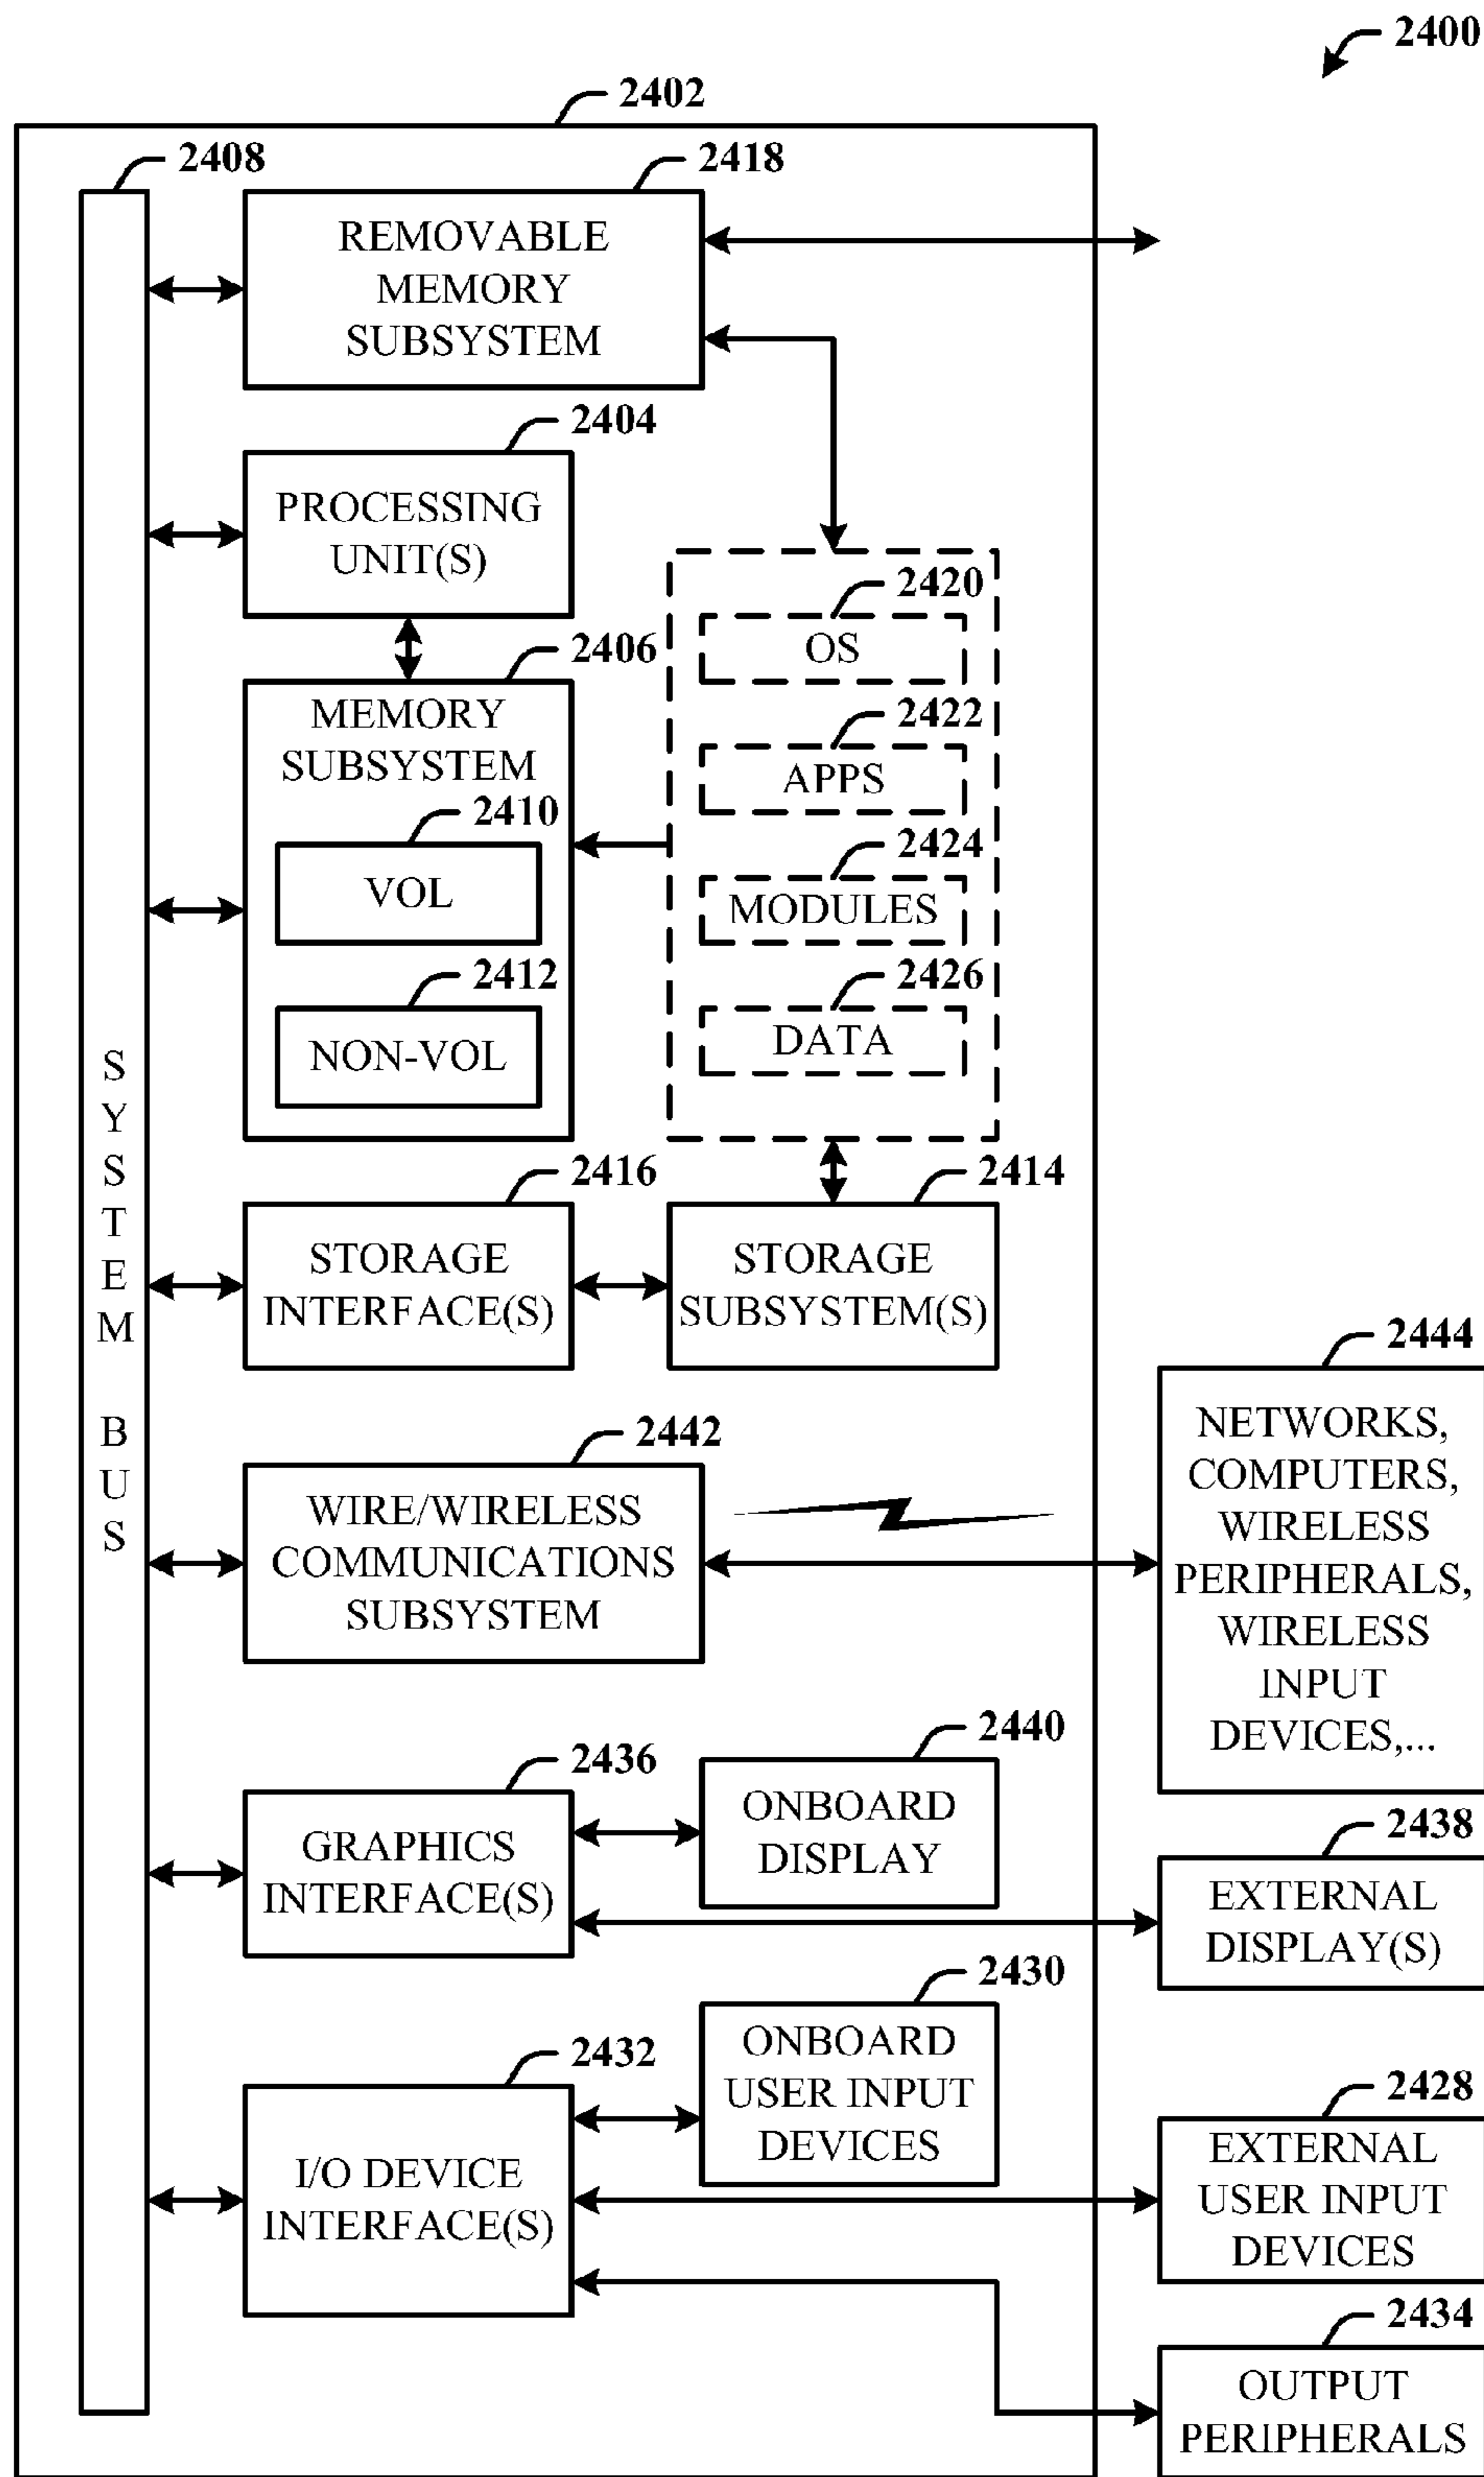 2400
2402
2408
2418
REMOVABLE
MEMORY
SUBSYSTEM
2404
PROCESSING
UNIT(S)
2406
MEMORY
SUBSYSTEM
2410
VOL
2412
NON-VOL
2420
OS
2422
APPS
2424
MODULES
2426
DATA
SYSTEM BUS
2416
STORAGE
INTERFACE(S)
2414
STORAGE
SUBSYSTEM(S)
2442
WIRE/WIRELESS
COMMUNICATIONS
SUBSYSTEM
2444
NETWORKS,
COMPUTERS,
WIRELESS
PERIPHERALS,
WIRELESS
INPUT
DEVICES,...
2436
GRAPHICS
INTERFACE(S)
2440
ONBOARD
DISPLAY
2438
EXTERNAL
DISPLAY(S)
2432
I/O DEVICE
INTERFACE(S)
2430
ONBOARD
USER INPUT
DEVICES
2428
EXTERNAL
USER INPUT
DEVICES
2434
OUTPUT
PERIPHERALS